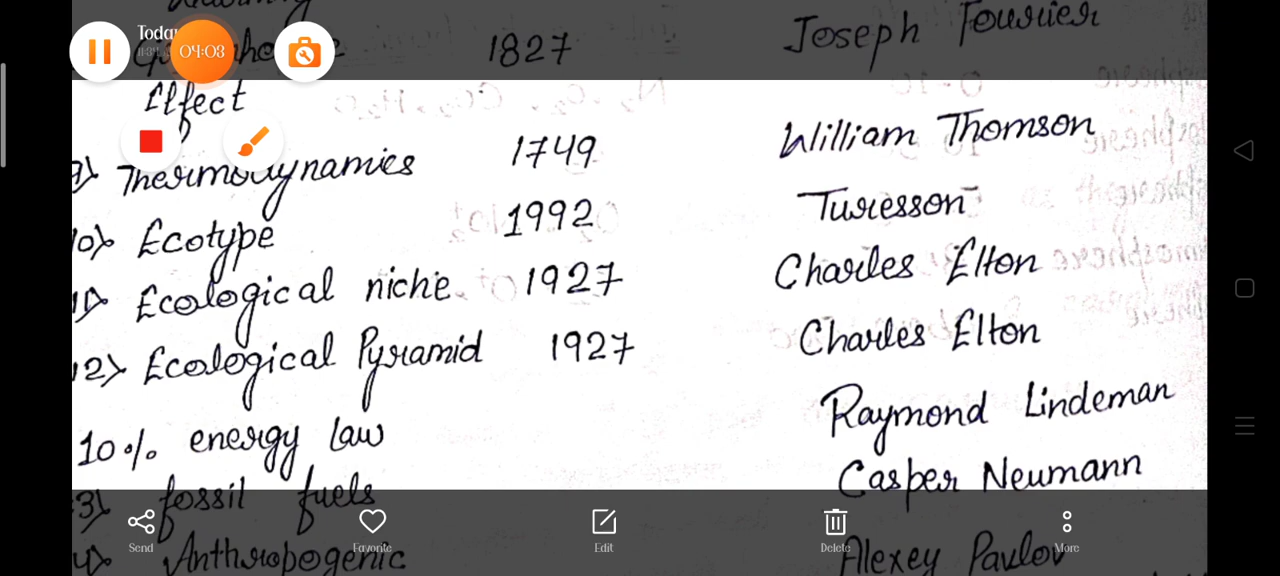 Today
04:03
1827 Joseph Fourier
Effect
9) Thermodynamics 1749 William Thomson
10) Ecotype 1992 Turesson
11) Ecological niche 1927 Charles Elton
12) Ecological Pyramid 1927 Charles Elton
10% energy law Raymond Lindeman
fossil fuels Casper Neumann
Anthropogenic Alexey Pavlov
Send Favorite Edit Delete More